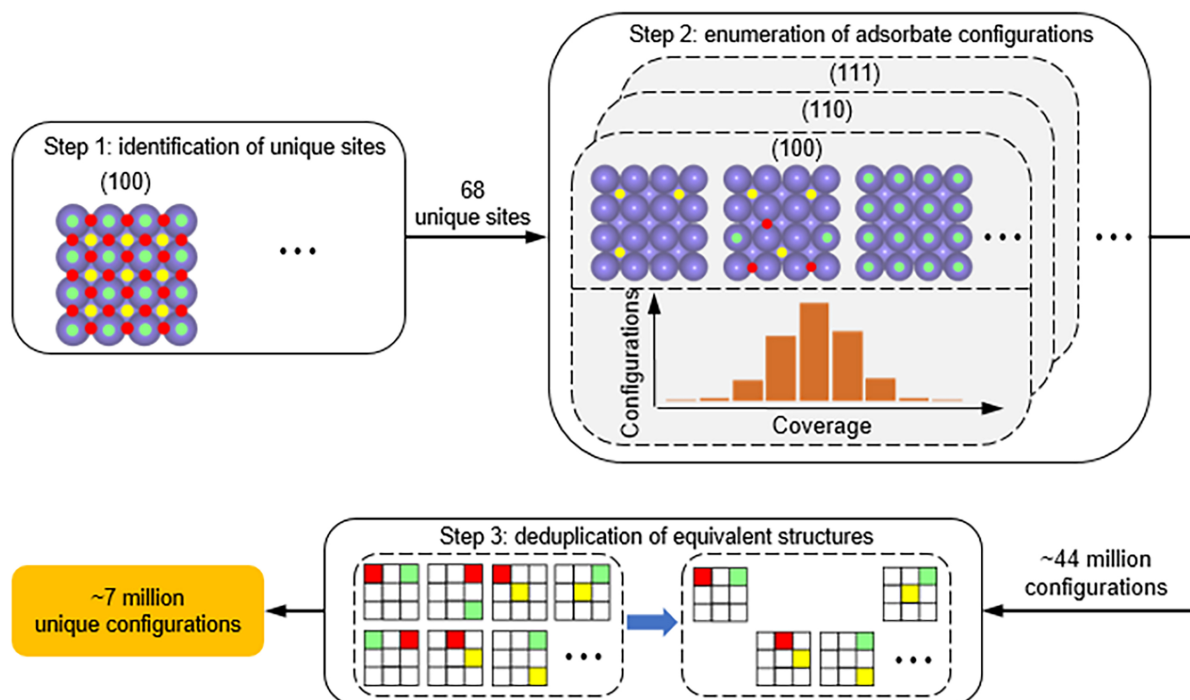 Step 1: identification of unique sites
(100)
68
unique sites
Step 2: enumeration of adsorbate configurations
(111)
(110)
(100)
Configurations
Coverage
~44 million
configurations
Step 3: deduplication of equivalent structures
~7 million
unique configurations